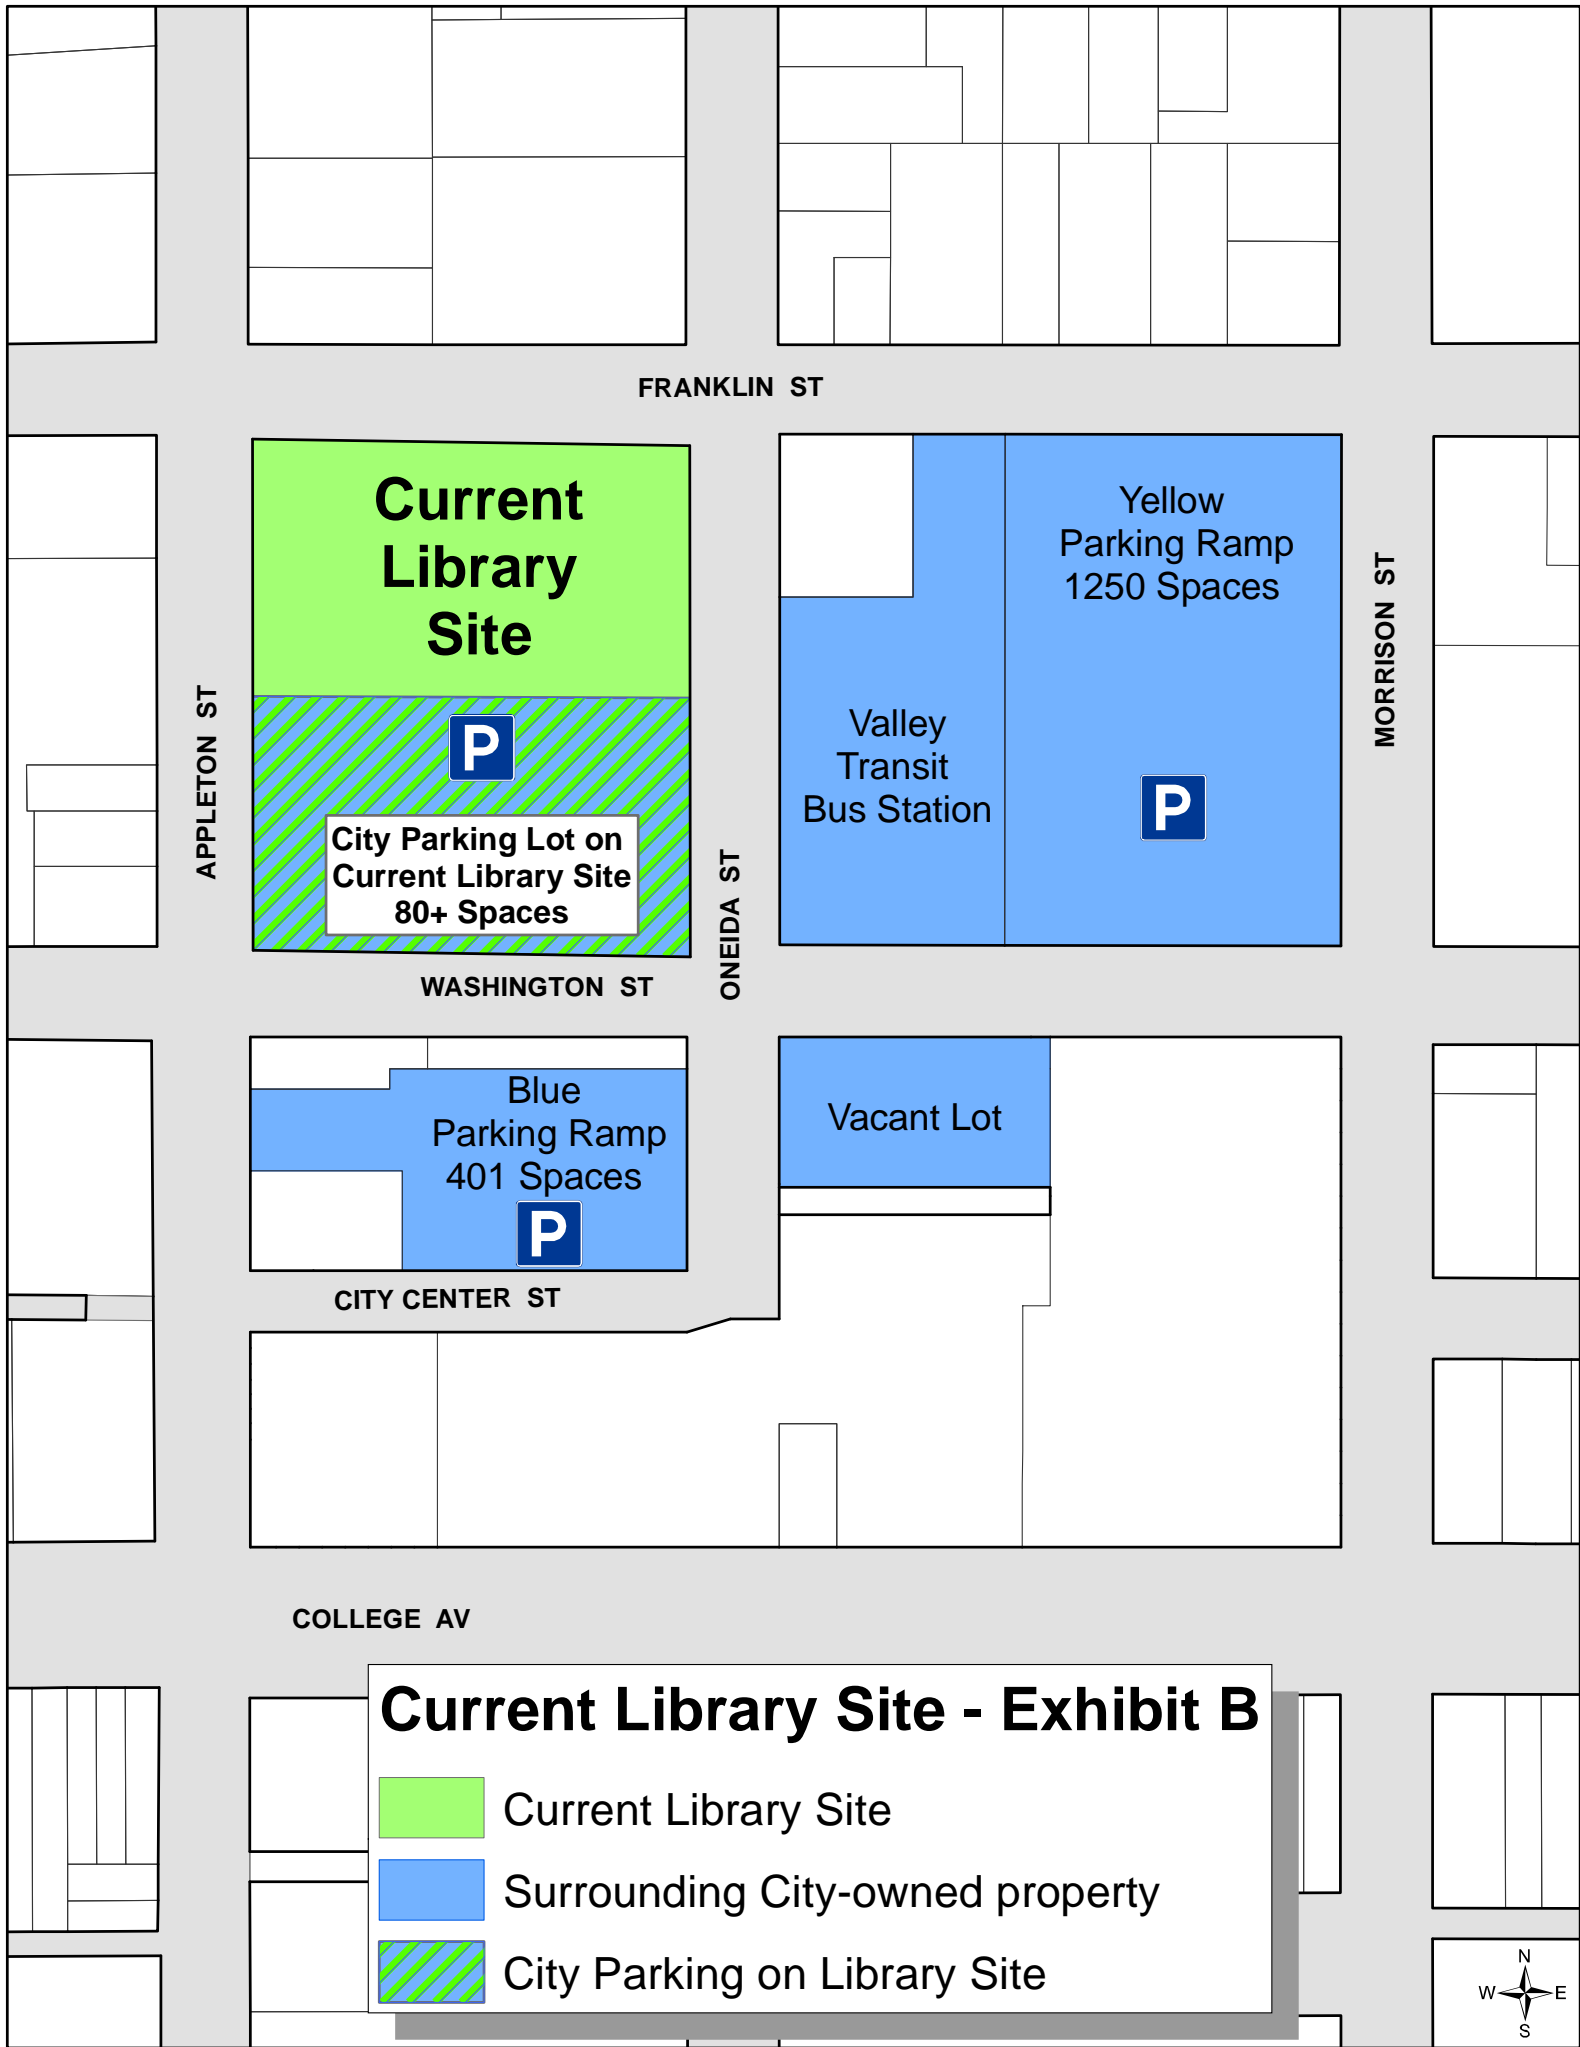 FRANKLIN ST
Current
Library
Site
Yellow
Parking Ramp
1250 Spaces
MORRISON ST
APPLETON ST
P
Valley
Transit
Bus Station
P
City Parking Lot on
Current Library Site
80+ Spaces
ONEIDA ST
WASHINGTON ST
Blue
Parking Ramp
401 Spaces
P
Vacant Lot
CITY CENTER ST
COLLEGE AV
Current Library Site - Exhibit B
Current Library Site
Surrounding City-owned property
City Parking on Library Site
N
W E
S